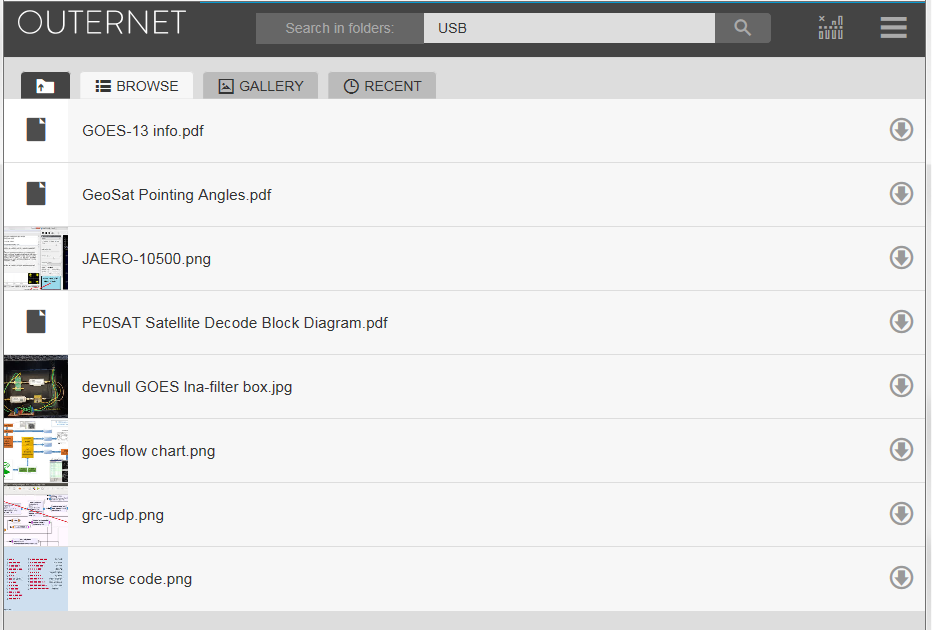 OUTERNET
Search in folders: USB
BROWSE GALLERY RECENT
GOES-13 info.pdf
GeoSat Pointing Angles.pdf
JAERO-10500.png
PE0SAT Satellite Decode Block Diagram.pdf
devnull GOES lna-filter box.jpg
goes flow chart.png
grc-udp.png
morse code.png